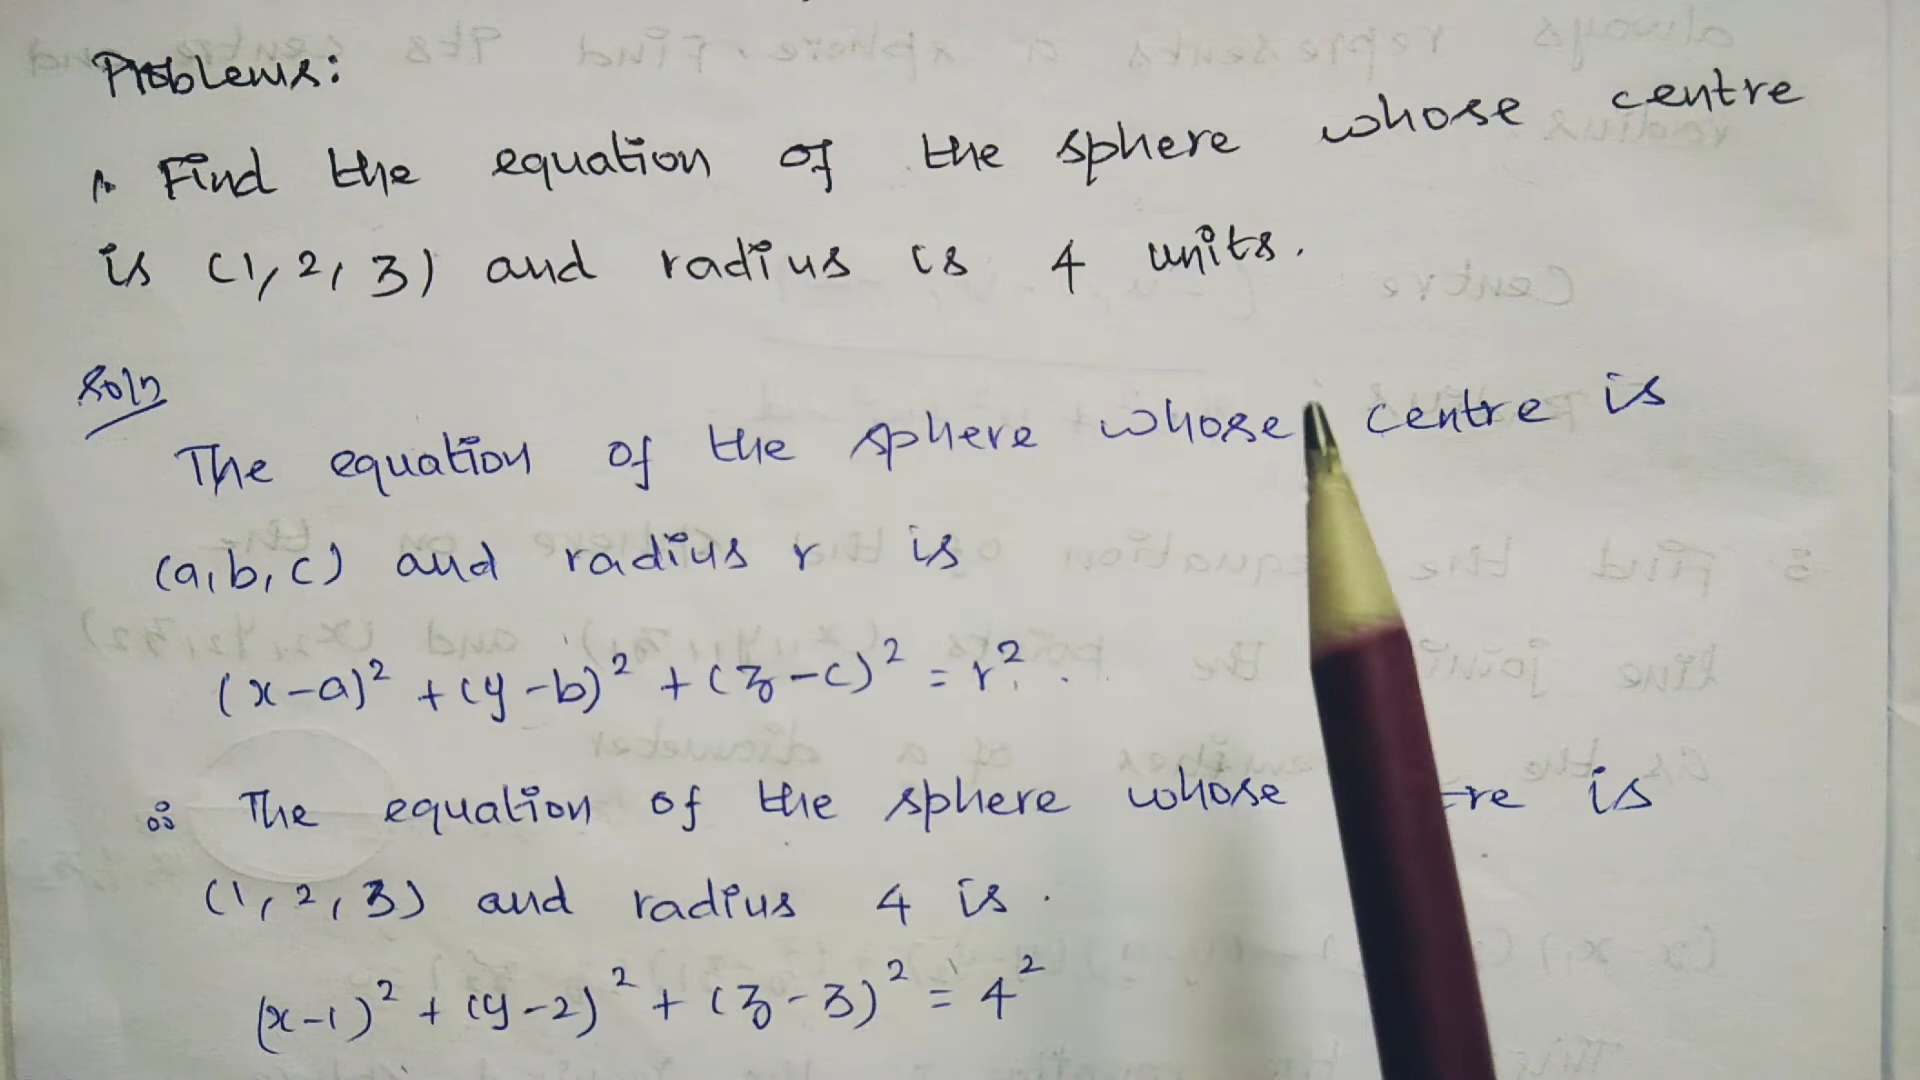 Problems:
1. Find the equation of the sphere whose centre
is (1, 2, 3) and radius is 4 units.
Soln
The equation of the sphere whose centre is
(a, b, c) and radius r is
(x-a)² + (y-b)² + (z-c)² = r².
∴ The equation of the sphere whose tre is
(1, 2, 3) and radius 4 is.
(x-1)² + (y-2)² + (z-3)² = 4²